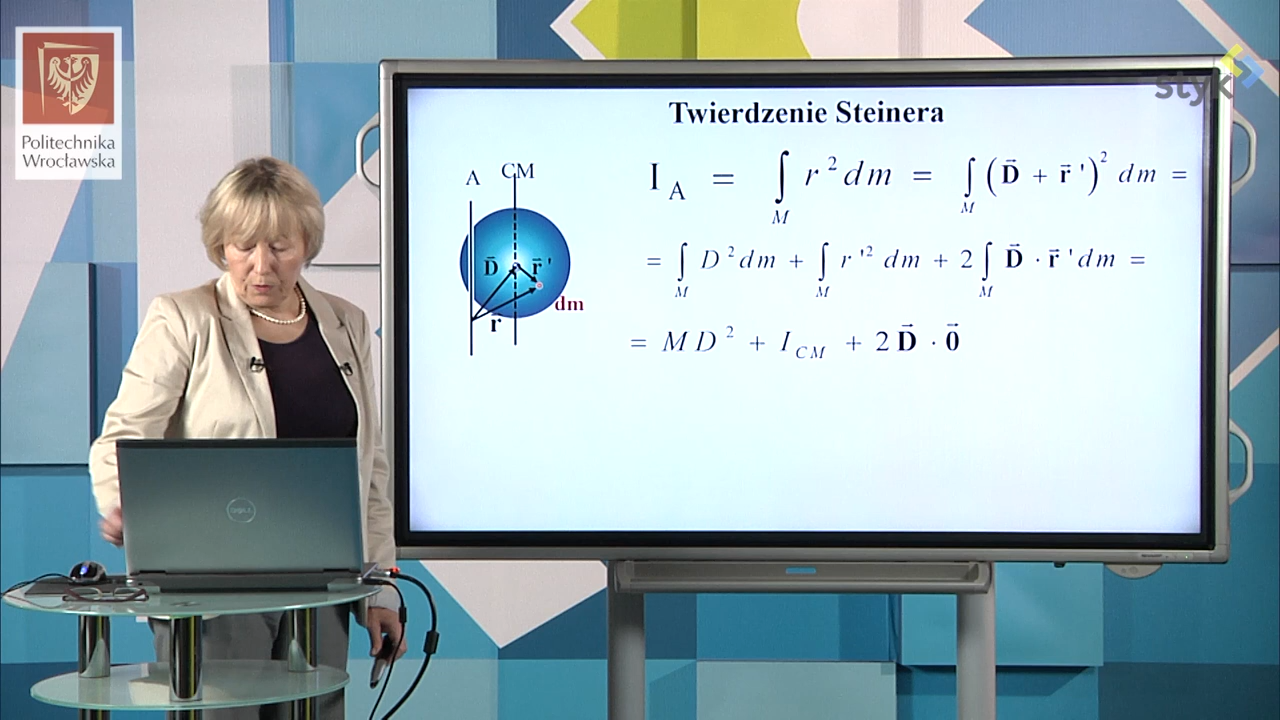 Politechnika
Wrocławska
styk
Twierdzenie Steinera
A CM
D⃗ r⃗ '
r⃗
dm
I_A = ∫_M r² dm = ∫_M (D⃗ + r⃗ ')² dm =
= ∫_M D² dm + ∫_M r '² dm + 2 ∫_M D⃗ · r⃗ ' dm =
= M D² + I_CM + 2 D⃗ · 0⃗
DELL